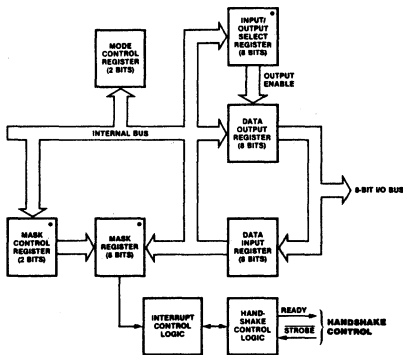 INPUT/
OUTPUT
SELECT
REGISTER
(8 BITS)
MODE
CONTROL
REGISTER
(2 BITS)
OUTPUT
ENABLE
INTERNAL BUS
DATA
OUTPUT
REGISTER
(8 BITS)
8-BIT I/O BUS
MASK
CONTROL
REGISTER
(2 BITS)
MASK
REGISTER
(8 BITS)
DATA
INPUT
REGISTER
(8 BITS)
INTERRUPT
CONTROL
LOGIC
HAND-
SHAKE
CONTROL
LOGIC
READY
STROBE
HANDSHAKE
CONTROL